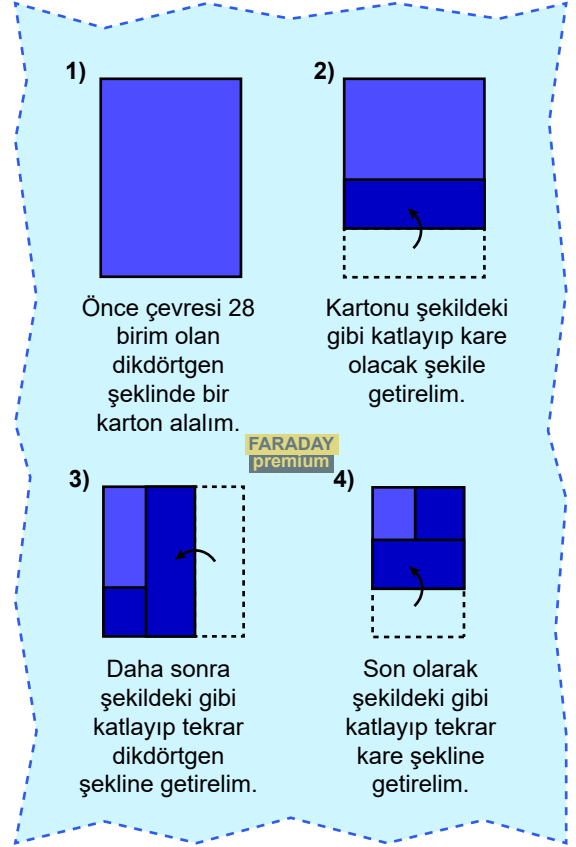 1)
Önce çevresi 28
birim olan
dikdörtgen
şeklinde bir
karton alalım.
2)
Kartonu şekildeki
gibi katlayıp kare
olacak şekile
getirelim.
FARADAY
premium
3)
Daha sonra
şekildeki gibi
katlayıp tekrar
dikdörtgen
şekline getirelim.
4)
Son olarak
şekildeki gibi
katlayıp tekrar
kare şekline
getirelim.